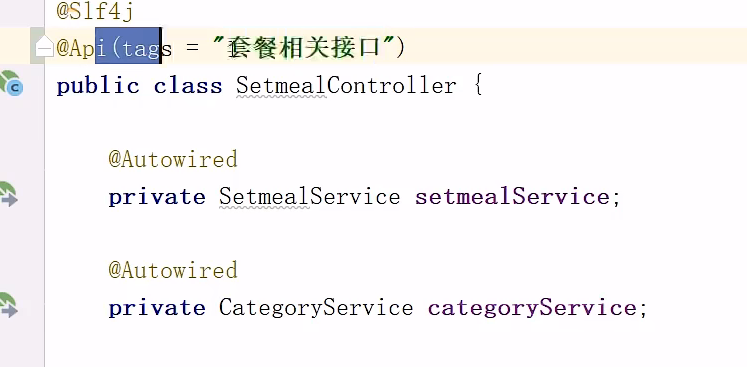 @Slf4j
@Api(tags = "套餐相关接口")
public class SetmealController {
@Autowired
private SetmealService setmealService;
@Autowired
private CategoryService categoryService;